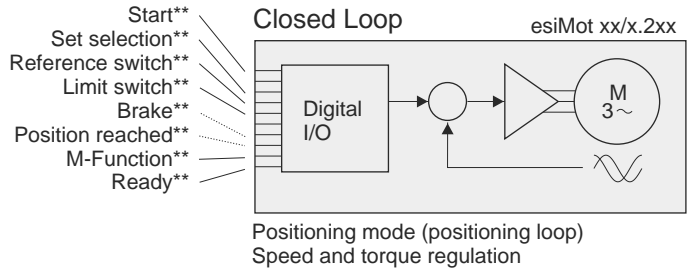 Start**
Set selection**
Reference switch**
Limit switch**
Brake**
Position reached**
M-Function**
Ready**
Closed Loop
esiMot xx/x.2xx
Digital
I/O
M
3~
Positioning mode (positioning loop)
Speed and torque regulation